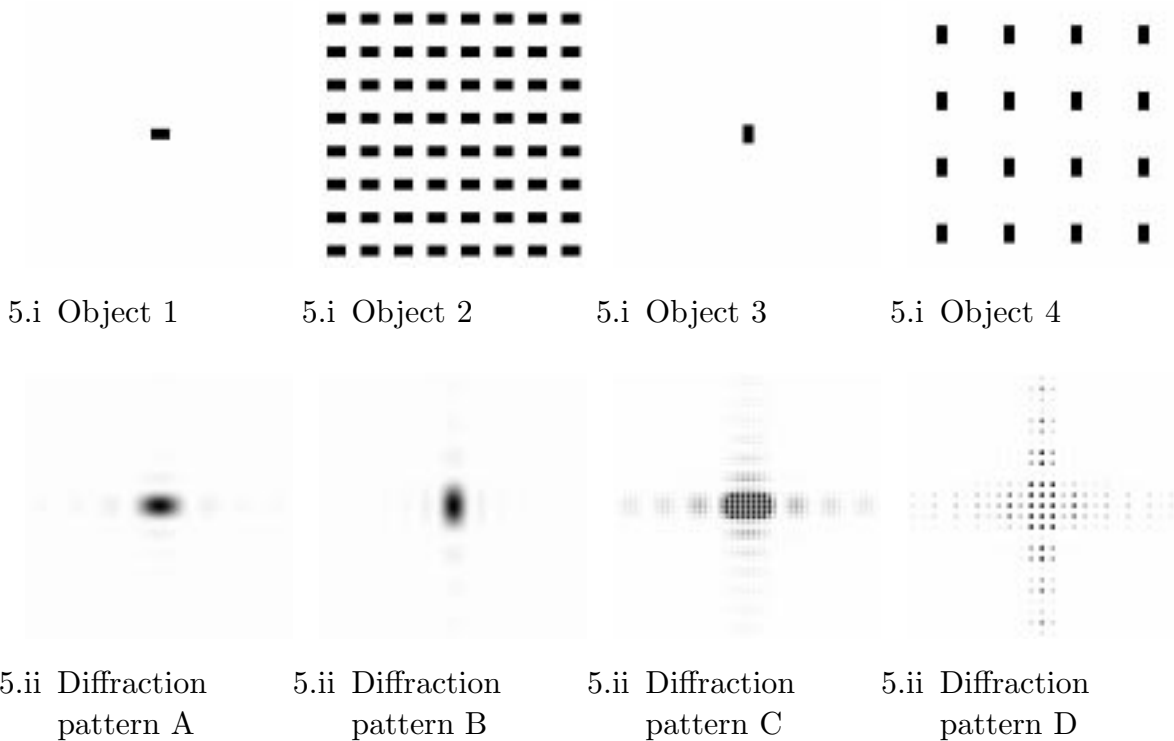 5.i Object 1
5.i Object 2
5.i Object 3
5.i Object 4
5.ii Diffraction pattern A
5.ii Diffraction pattern B
5.ii Diffraction pattern C
5.ii Diffraction pattern D